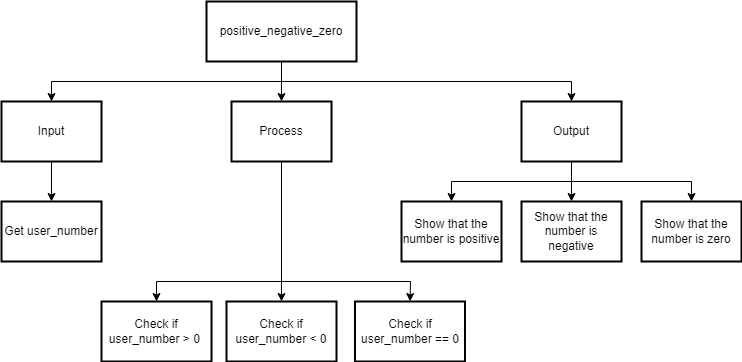 positive_negative_zero
Input
Process
Output
Get user_number
Show that the
number is positive
Show that the
number is
negative
Show that the
number is zero
Check if
user_number > 0
Check if
user_number < 0
Check if
user_number == 0